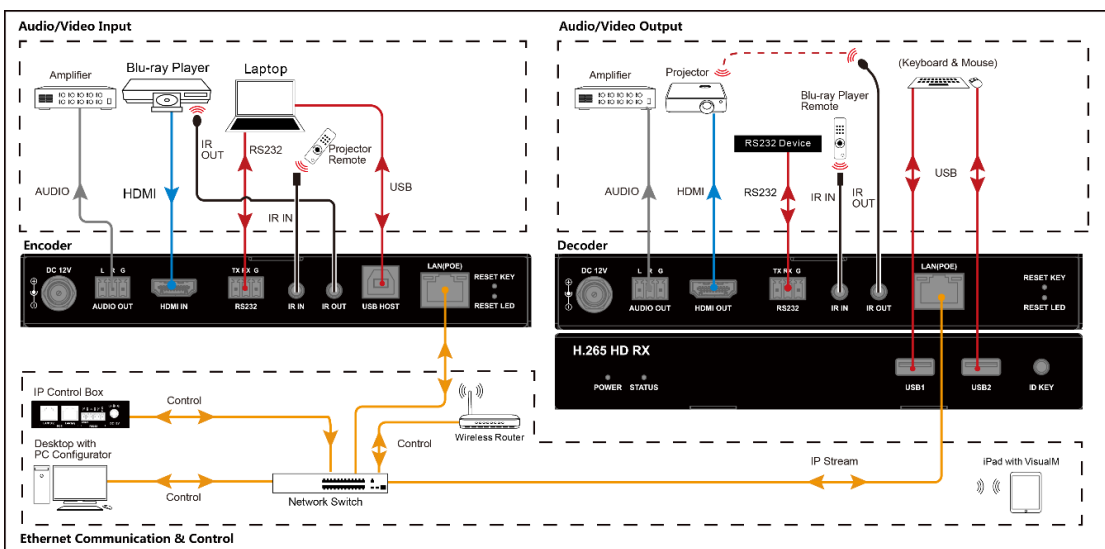 Audio/Video Input
Amplifier
Blu-ray Player
Laptop
IR
OUT
RS232
Projector
Remote
AUDIO
HDMI
IR IN
USB
Encoder
DC 12V
L R G
AUDIO OUT
HDMI IN
TX RX G
RS232
IR IN
IR OUT
USB HOST
LAN(POE)
RESET KEY
RESET LED
Audio/Video Output
Amplifier
Projector
(Keyboard & Mouse)
Blu-ray Player
Remote
RS232 Device
AUDIO
HDMI
RS232
IR IN
IR
OUT
USB
Decoder
DC 12V
L R G
AUDIO OUT
HDMI OUT
TX RX G
RS232
IR IN
IR OUT
LAN(POE)
RESET KEY
RESET LED
H.265 HD RX
POWER
STATUS
USB1
USB2
ID KEY
IP Control Box
Control
Desktop with
PC Configurator
Control
Network Switch
Control
Wireless Router
IP Stream
iPad with VisualM
Ethernet Communication & Control